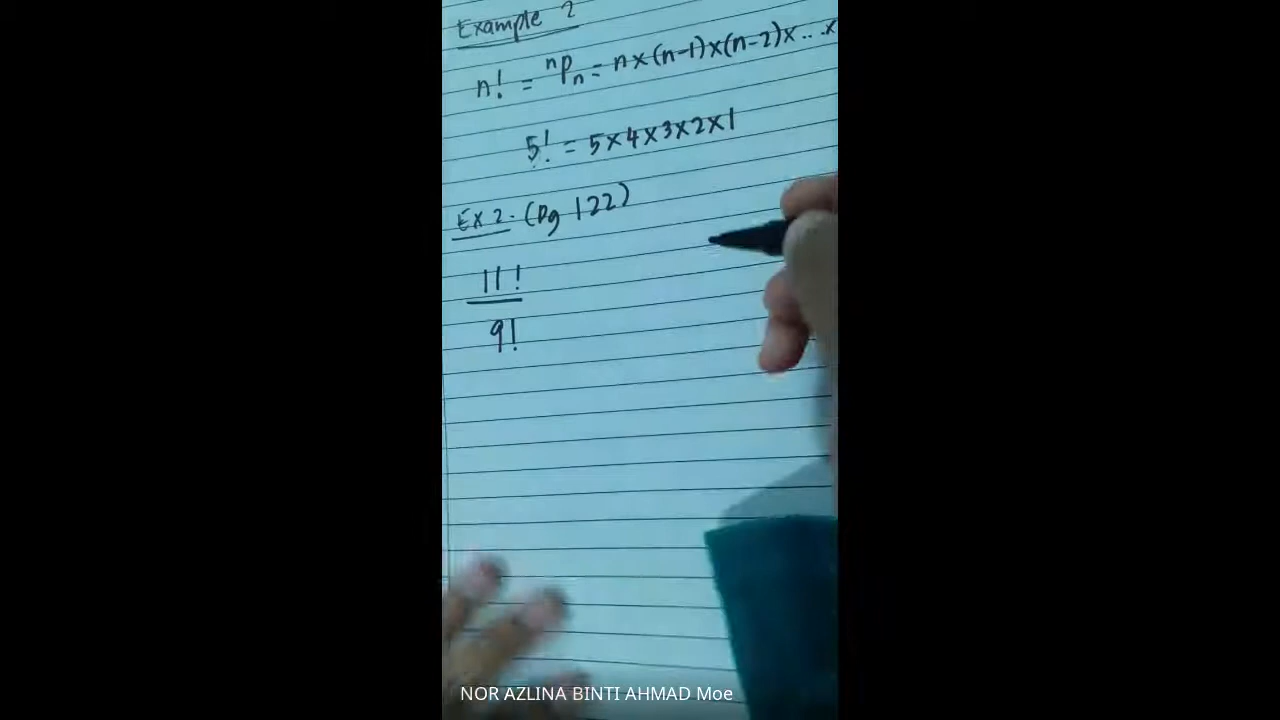 Example 2
n! = ⁿPₙ = n×(n-1)×(n-2)×...×
5! = 5×4×3×2×1
EX 2. (pg 122)
11!
9!
NOR AZLINA BINTI AHMAD Moe